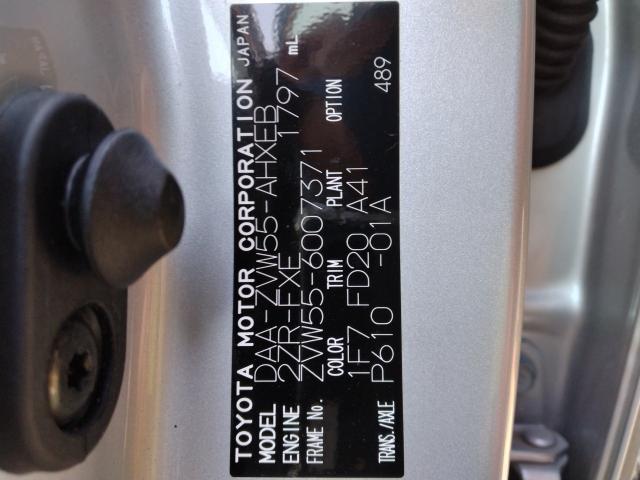 TOYOTA MOTOR CORPORATION JAPAN
MODEL DAA-ZVW55-AHXEB
ENGINE 2ZR-FXE 1797 mL
FRAME No. ZVW55-6007371
COLOR TRIM PLANT OPTION
1F7 FD20 A41 489
TRANS./AXLE P610 -01A